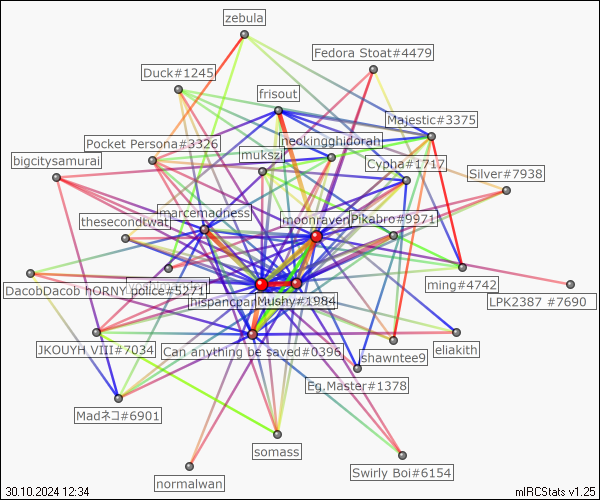 zebula
Fedora Stoat#4479
Duck#1245
frisout
Majestic#3375
Pocket Persona#3326
neokingghidorah
mukszi
bigcitysamurai
Cypha#1717
Silver#7938
marcemadness
thesecondtwat
moonraven
Pikabro#9971
DacobDacob hORNY police#5271
ming#4742
hispancpar
Mushy#1984
LPK2387 #7690
JKOUYH VIII#7034
Can anything be saved#0396
shawntee9
eliakith
Eg.Master#1378
Madネコ#6901
somass
normalwan
Swirly Boi#6154
30.10.2024 12:34
mIRCStats v1.25